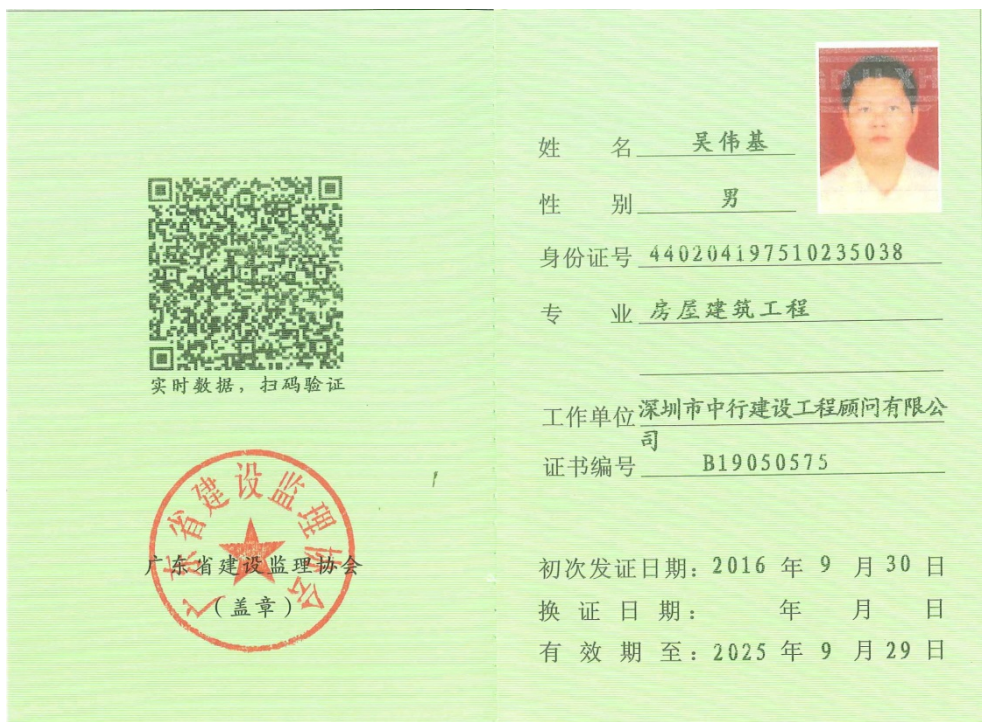 实时数据，扫码验证
广东省建设监理协会
广东省建设监理协会
（盖章）
姓 名 吴伟基
性 别 男
身份证号 440204197510235038
专 业 房屋建筑工程
工作单位 深圳市中行建设工程顾问有限公
司
证书编号 B19050575
初次发证日期：2016 年 9 月 30 日
换 证 日 期： 年 月 日
有 效 期 至：2025 年 9 月 29 日